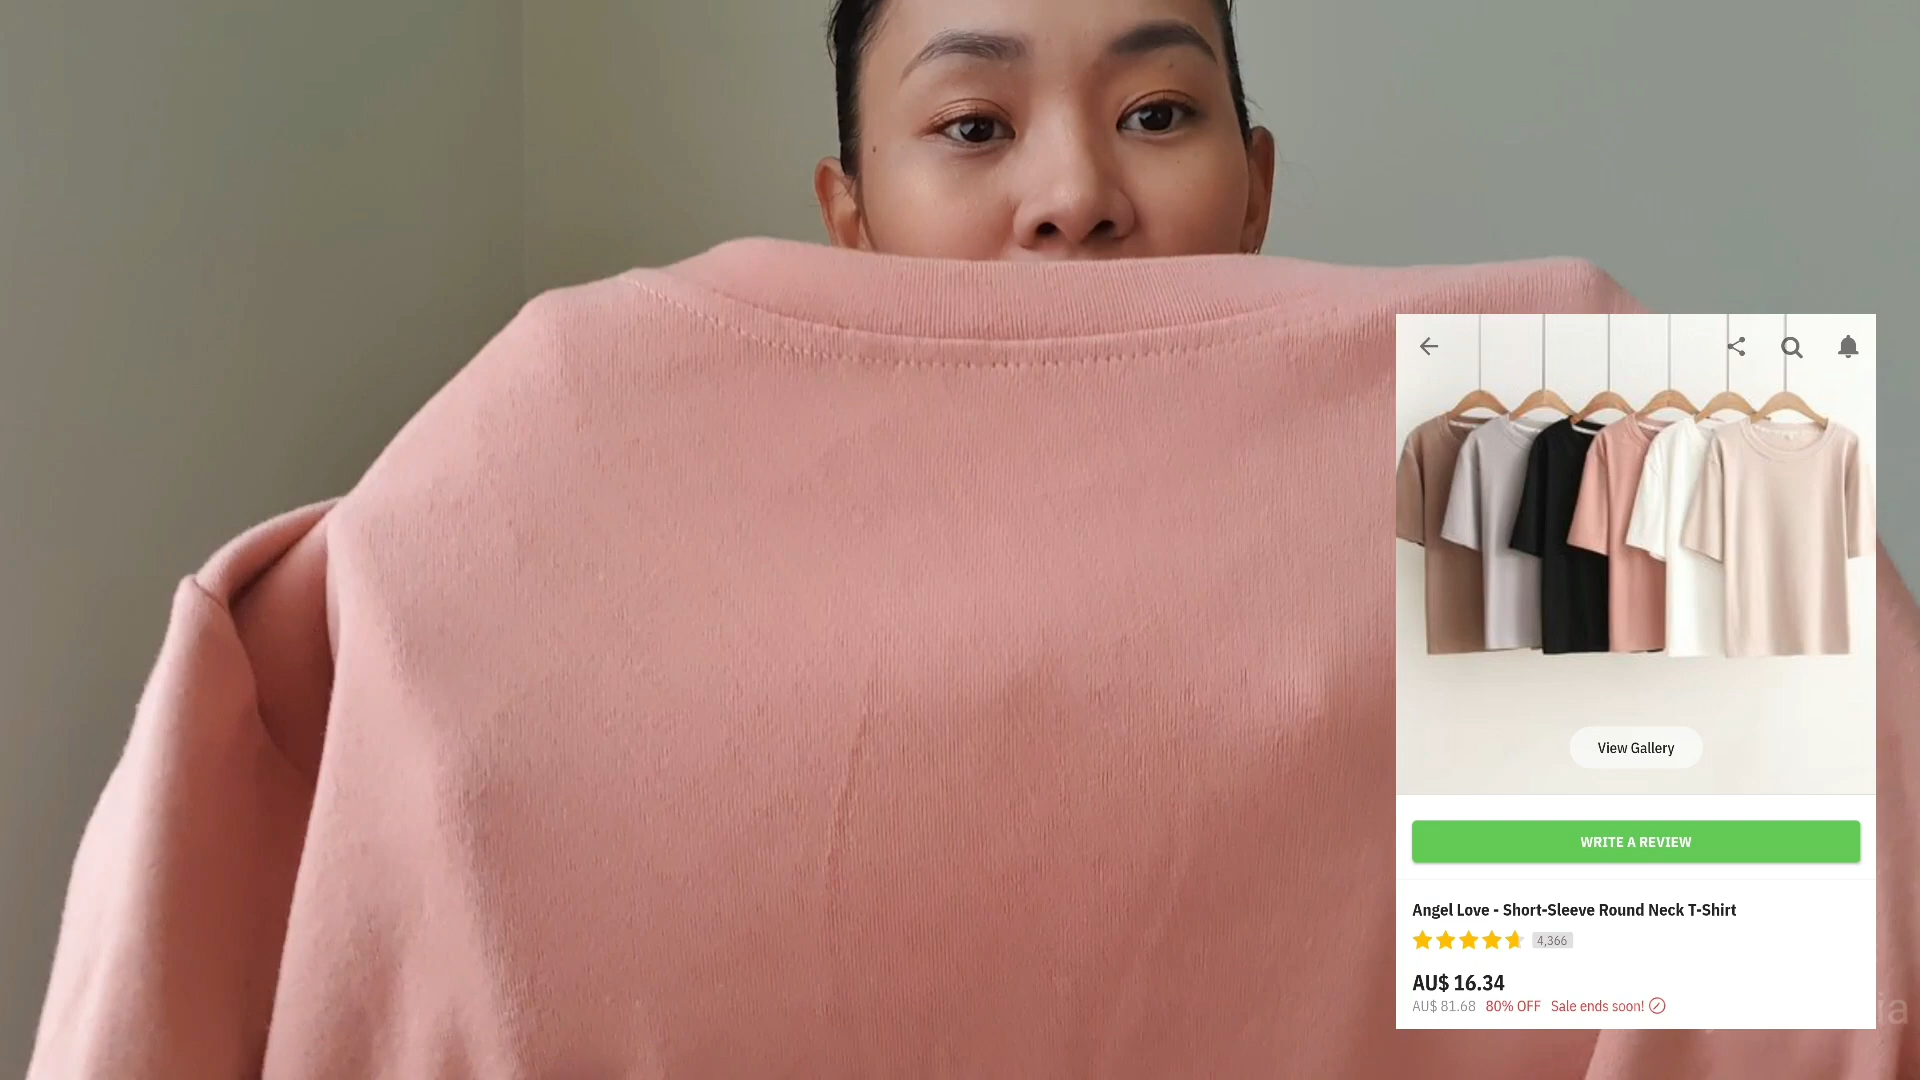 View Gallery
WRITE A REVIEW
Angel Love - Short-Sleeve Round Neck T-Shirt
4,366
AU$ 16.34
AU$ 81.68 80% OFF Sale ends soon!
ia